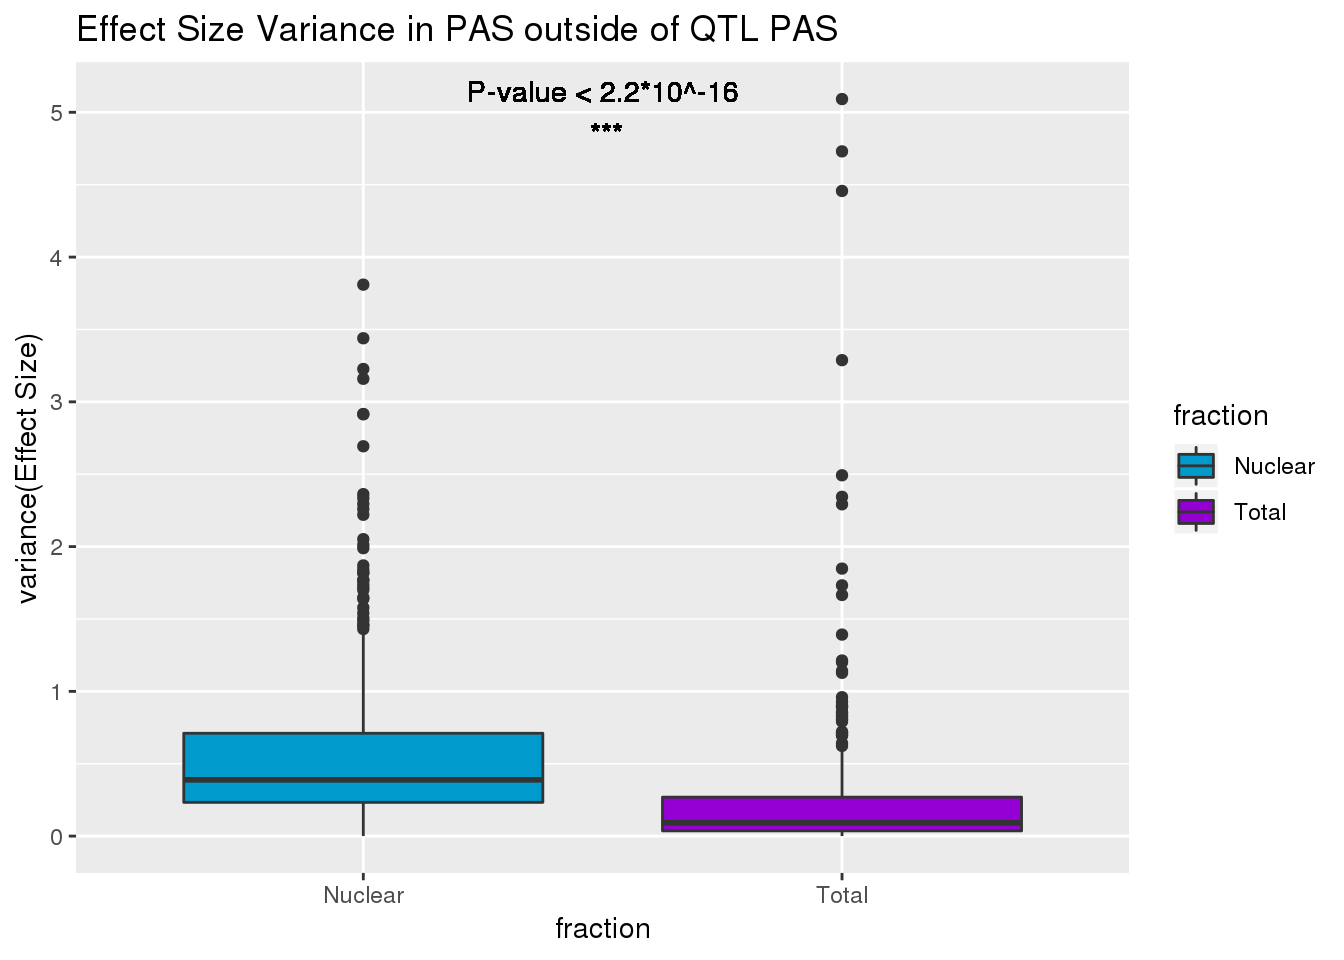 Effect Size Variance in PAS outside of QTL PAS
P-value < 2.2*10^-16
***
5
4
3
2
1
0
variance(Effect Size)
Nuclear
Total
fraction
fraction
Nuclear
Total